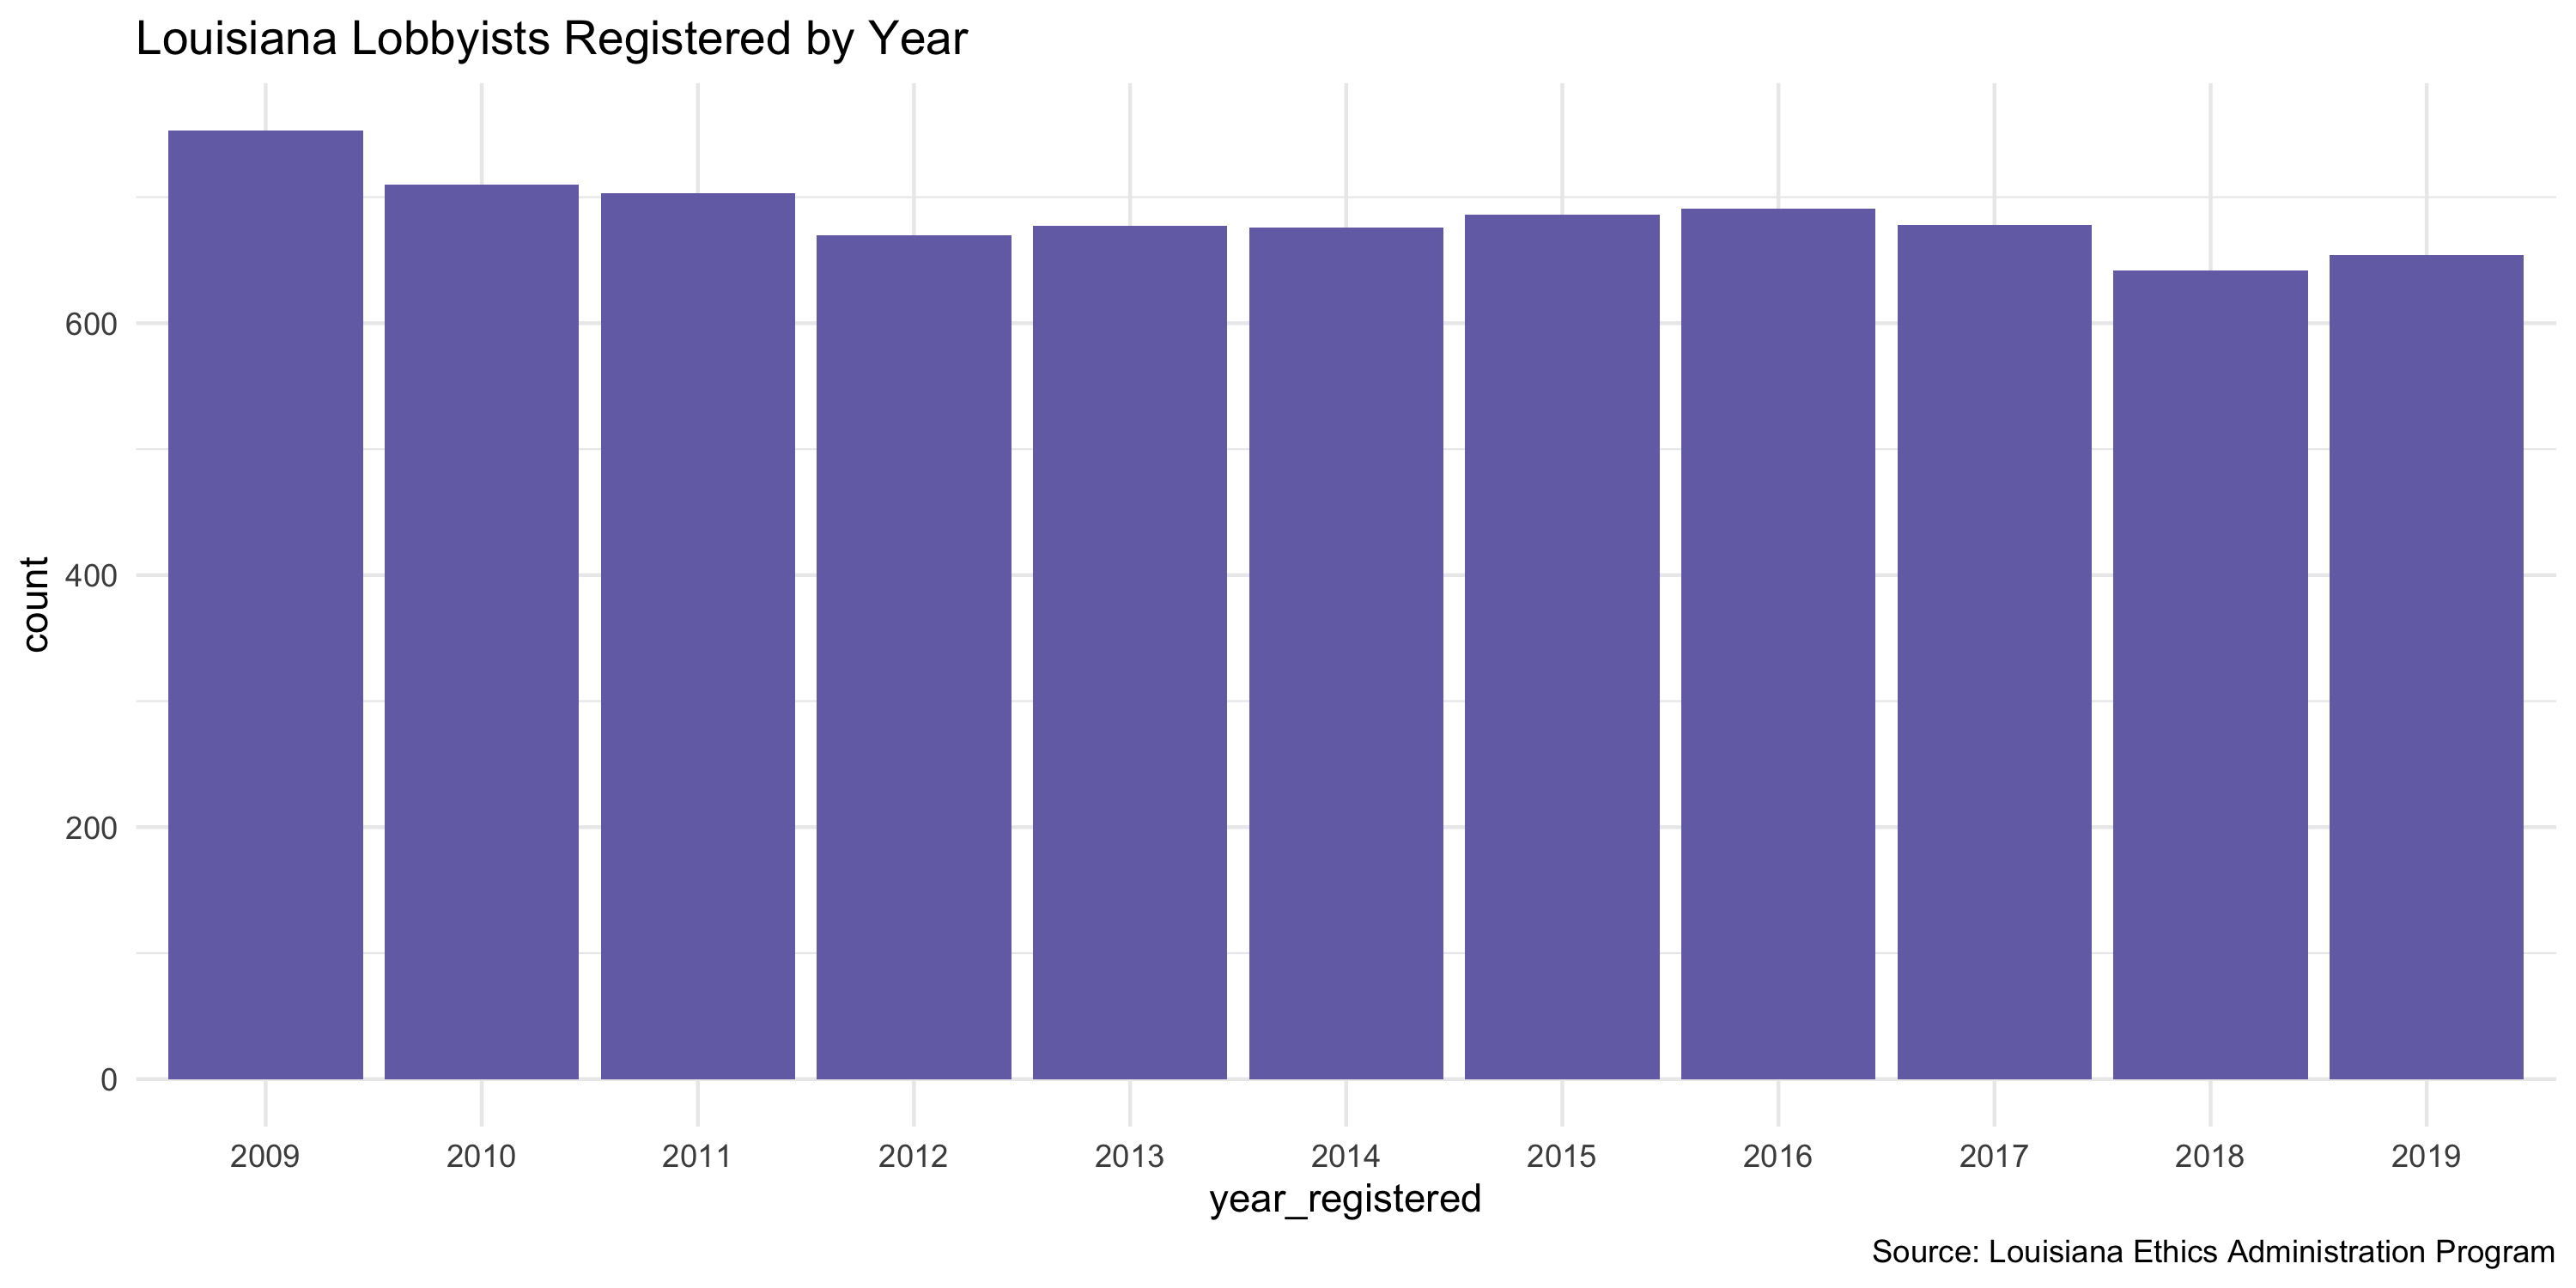 Louisiana Lobbyists Registered by Year
count
600
400
200
0
2009 2010 2011 2012 2013 2014 2015 2016 2017 2018 2019
year_registered
Source: Louisiana Ethics Administration Program